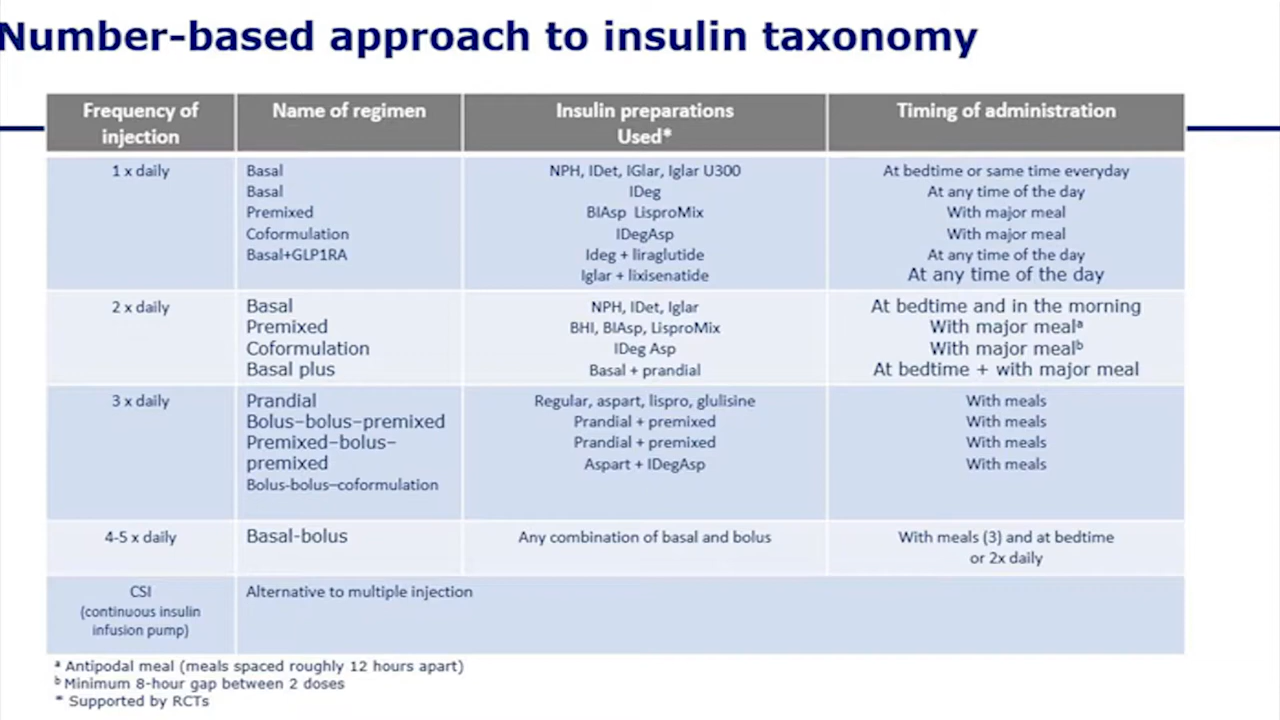 Number-based approach to insulin taxonomy
Frequency of injection | Name of regimen | Insulin preparations Used* | Timing of administration
1 x daily | Basal | NPH, IDet, IGlar, Iglar U300 | At bedtime or same time everyday
Basal | IDeg | At any time of the day
Premixed | BIAsp LisproMix | With major meal
Coformulation | IDegAsp | With major meal
Basal+GLP1RA | Ideg + liraglutide | At any time of the day
Iglar + lixisenatide | At any time of the day
2 x daily | Basal | NPH, IDet, Iglar | At bedtime and in the morning
Premixed | BHI, BIAsp, LisproMix | With major mealᵃ
Coformulation | IDeg Asp | With major mealᵇ
Basal plus | Basal + prandial | At bedtime + with major meal
3 x daily | Prandial | Regular, aspart, lispro, glulisine | With meals
Bolus–bolus–premixed | Prandial + premixed | With meals
Premixed–bolus– | Prandial + premixed | With meals
premixed | Aspart + IDegAsp | With meals
Bolus-bolus–coformulation
4-5 x daily | Basal-bolus | Any combination of basal and bolus | With meals (3) and at bedtime
or 2x daily
CSI | Alternative to multiple injection
(continuous insulin
infusion pump)
ᵃ Antipodal meal (meals spaced roughly 12 hours apart)
ᵇ Minimum 8-hour gap between 2 doses
* Supported by RCTs